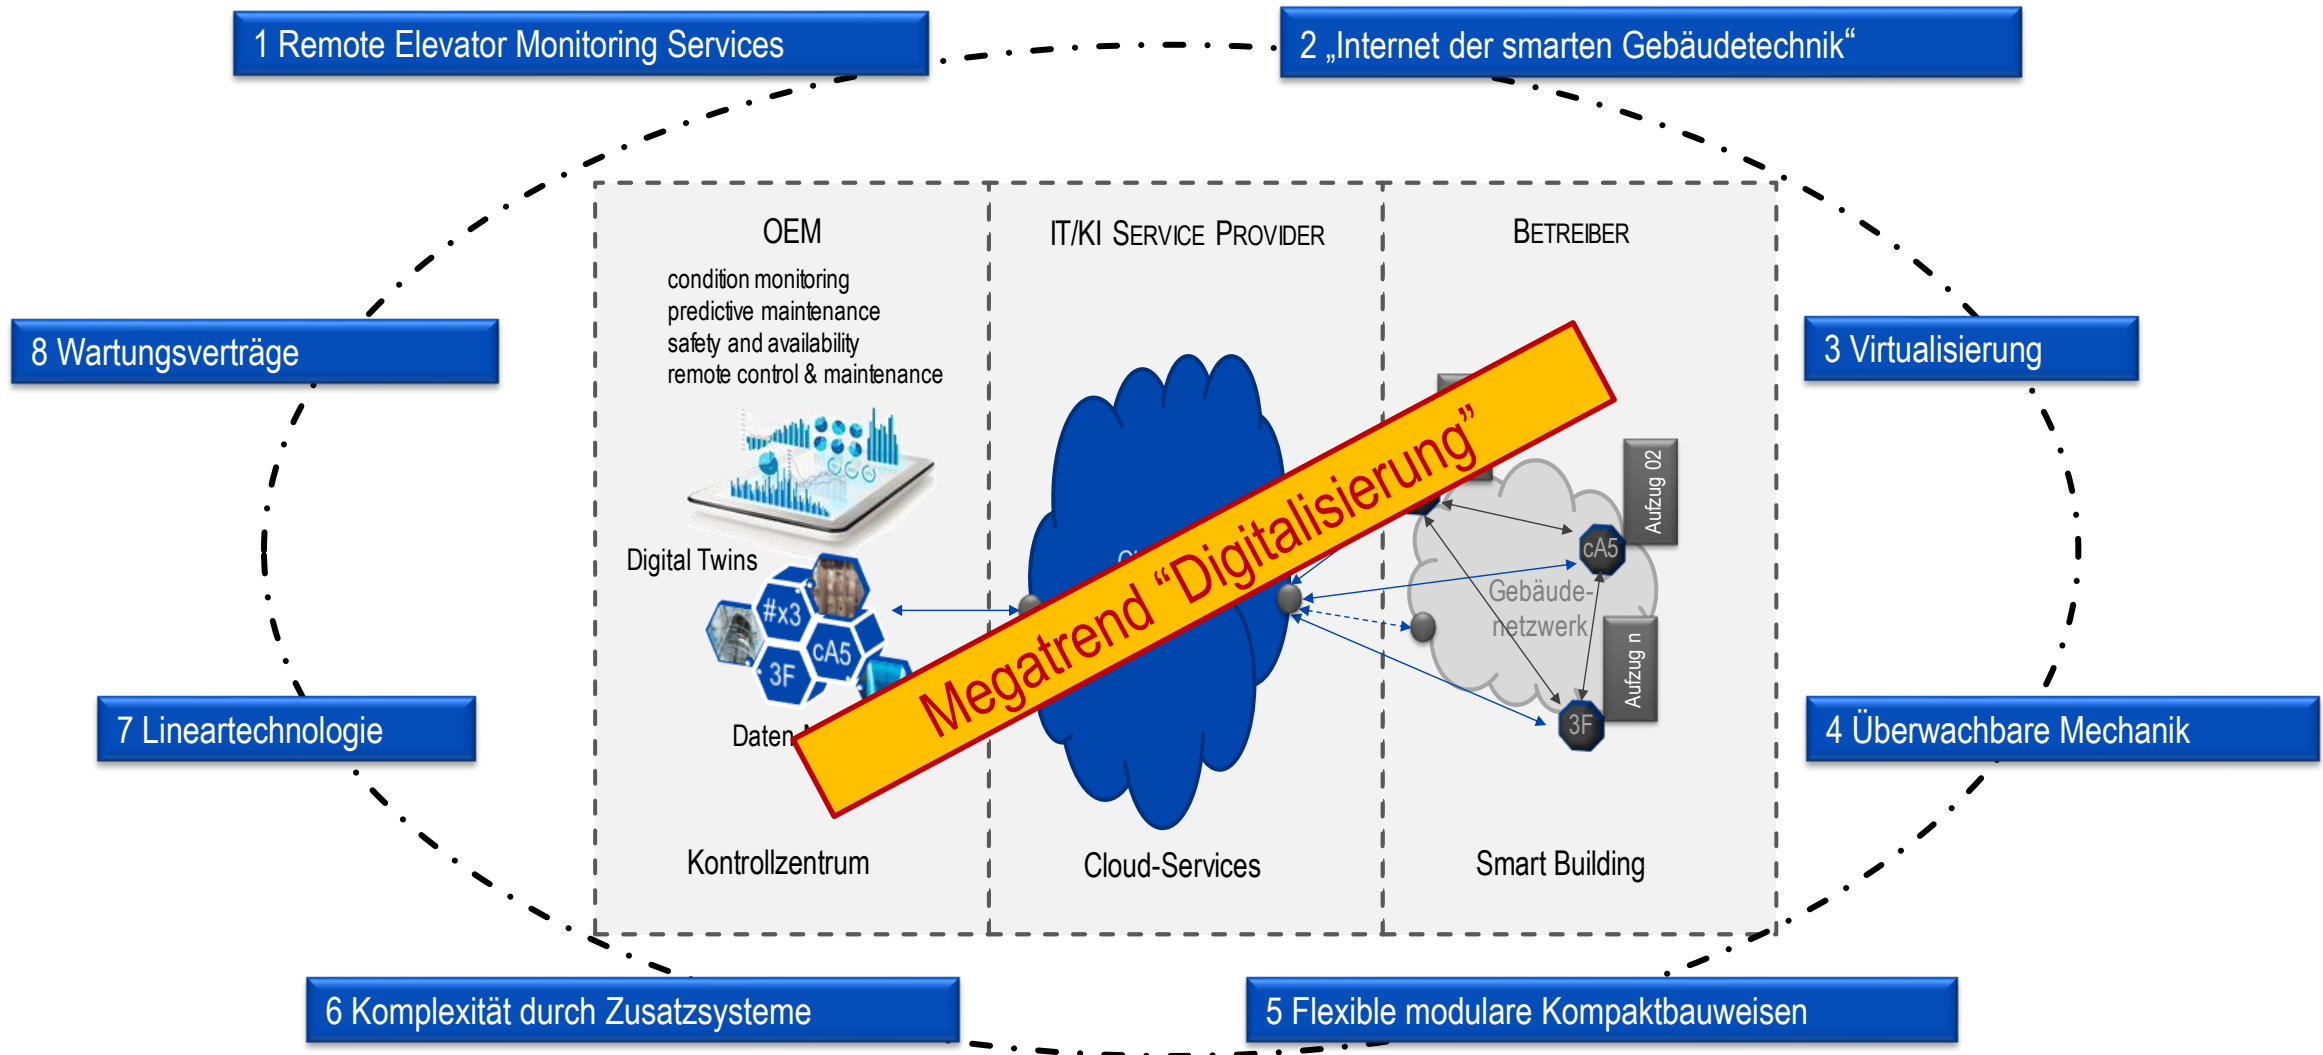 1 Remote Elevator Monitoring Services
2 „Internet der smarten Gebäudetechnik“
OEM
IT/KI SERVICE PROVIDER
BETREIBER
condition monitoring
predictive maintenance
safety and availability
remote control & maintenance
8 Wartungsverträge
3 Virtualisierung
Megatrend “Digitalisierung”
Aufzug 02
Digital Twins
cA5
#x3
cA5
3F
Gebäude-
netzwerk
Aufzug n
3F
Daten
7 Lineartechnologie
4 Überwachbare Mechanik
Kontrollzentrum
Cloud-Services
Smart Building
6 Komplexität durch Zusatzsysteme
5 Flexible modulare Kompaktbauweisen